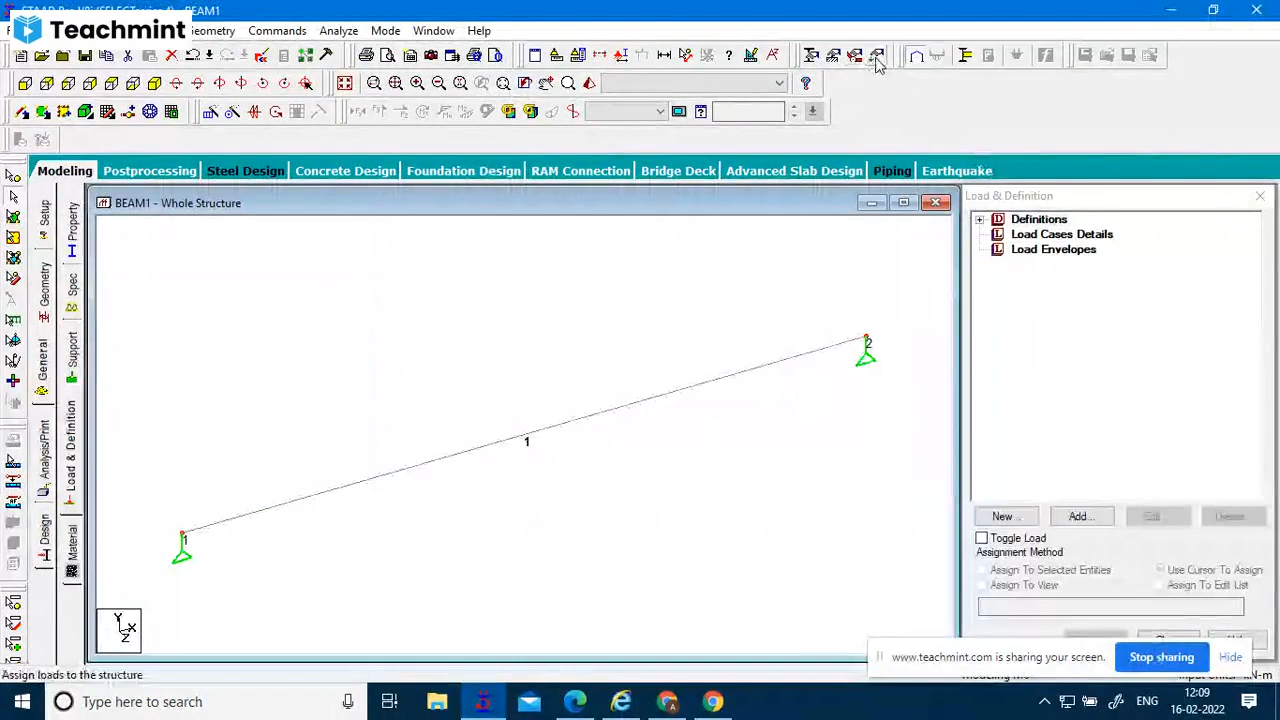 Teachmint
Geometry Commands Analyze Mode Window Help
Modeling Postprocessing Steel Design Concrete Design Foundation Design RAM Connection Bridge Deck Advanced Slab Design Piping Earthquake
BEAM1 - Whole Structure
Load & Definition
Setup
Geometry
General
Analysis/Print
Design
Property
Spec
Support
Load & Definition
Material
2
1
1
Y
X
Z
Definitions
Load Cases Details
Load Envelopes
New... Add... Edit
Toggle Load
Assignment Method
Assign To Selected Entities Use Cursor To Assign
Assign To View Assign To Edit List
www.teachmint.com is sharing your screen. Stop sharing Hide
Assign loads to the structure
Type here to search
ENG
12:09
16-02-2022